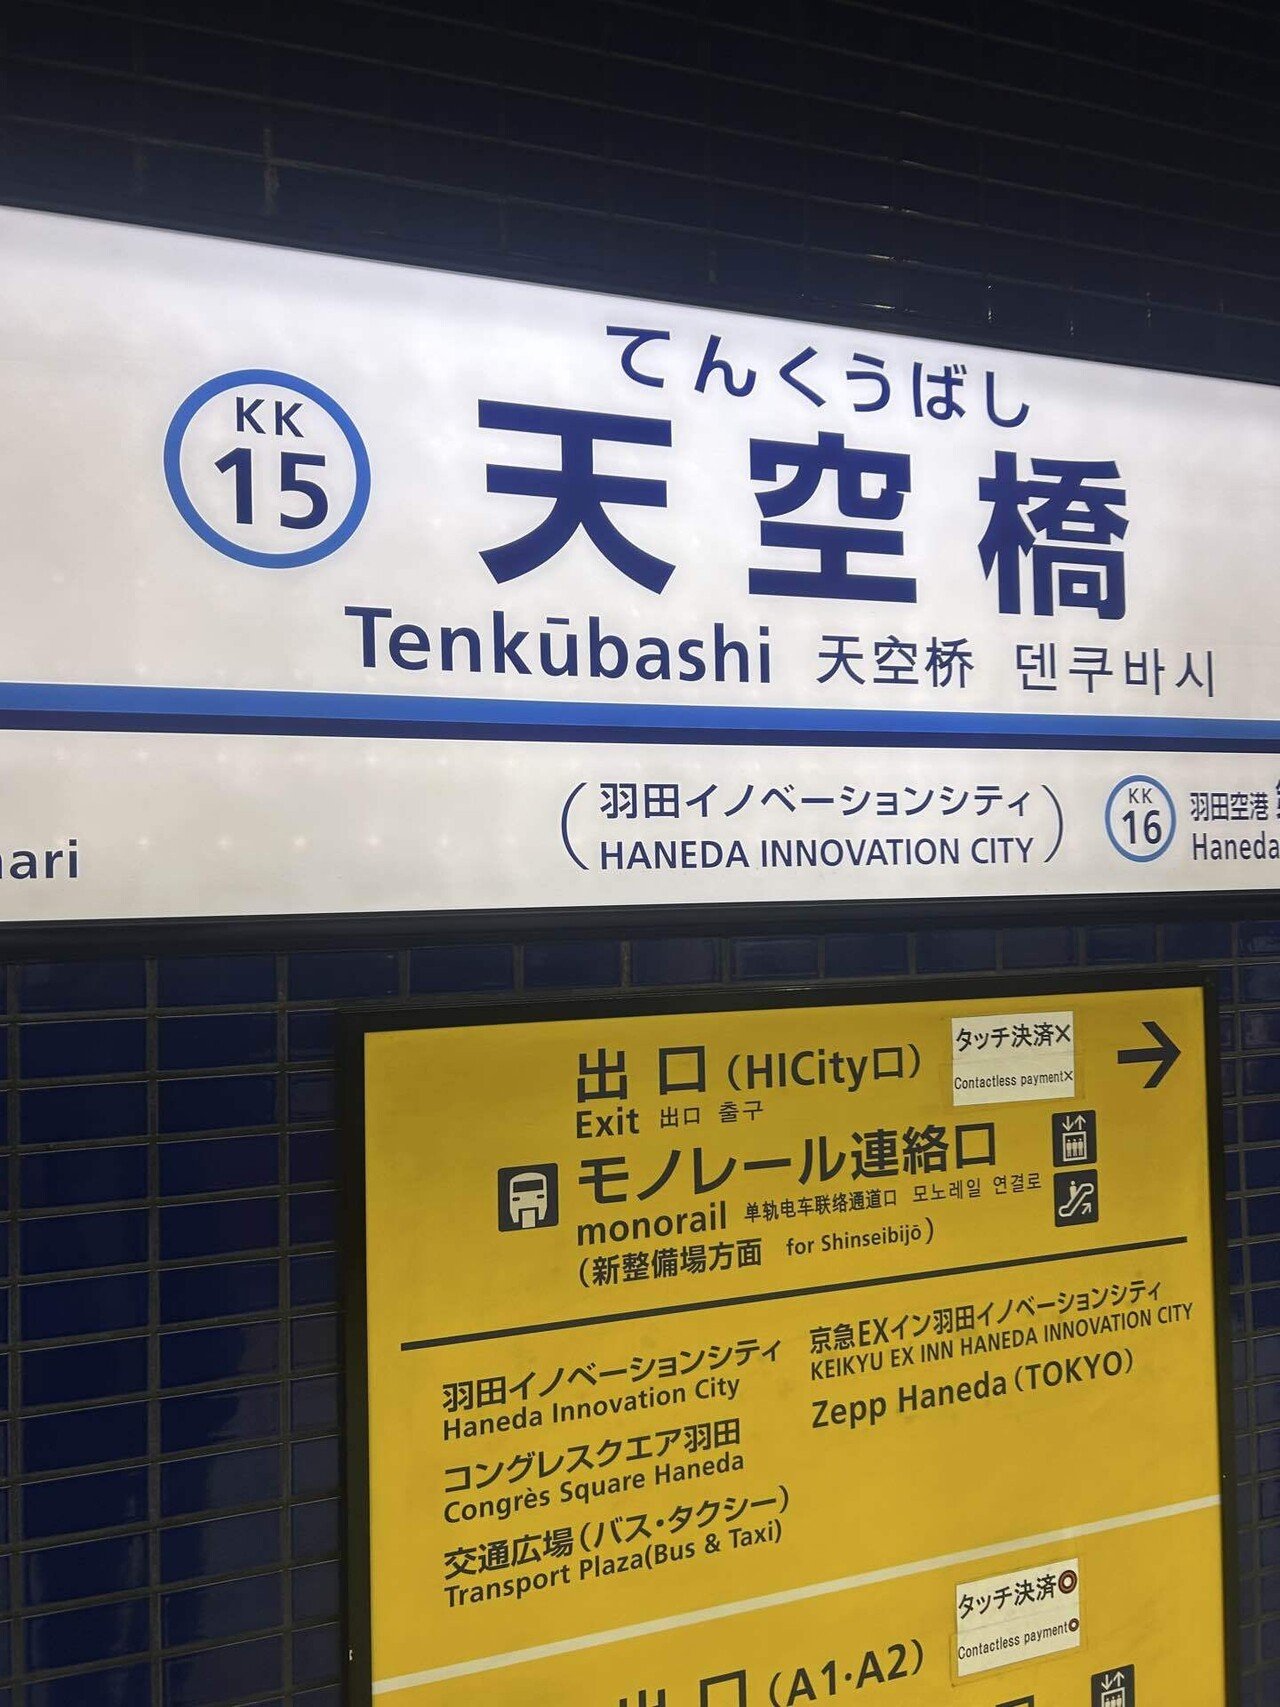 てんくうばし
KK
15
天空橋
Tenkūbashi 天空桥 덴쿠바시
(羽田イノベーションシティ)
HANEDA INNOVATION CITY
KK
16
羽田空港
Haneda
出口 (HICity口)
タッチ決済×
Contactless payment×
Exit 出口 출구
モノレール連絡口
monorail 单轨电车联络通道口 모노레일 연결로
(新整備場方面 for Shinseibijō)
羽田イノベーションシティ
Haneda Innovation City
コングレスクエア羽田
Congrès Square Haneda
交通広場(バス・タクシー)
Transport Plaza(Bus & Taxi)
京急EXイン羽田イノベーションシティ
KEIKYU EX INN HANEDA INNOVATION CITY
Zepp Haneda (TOKYO)
タッチ決済○
Contactless payment○
出口 (A1・A2)